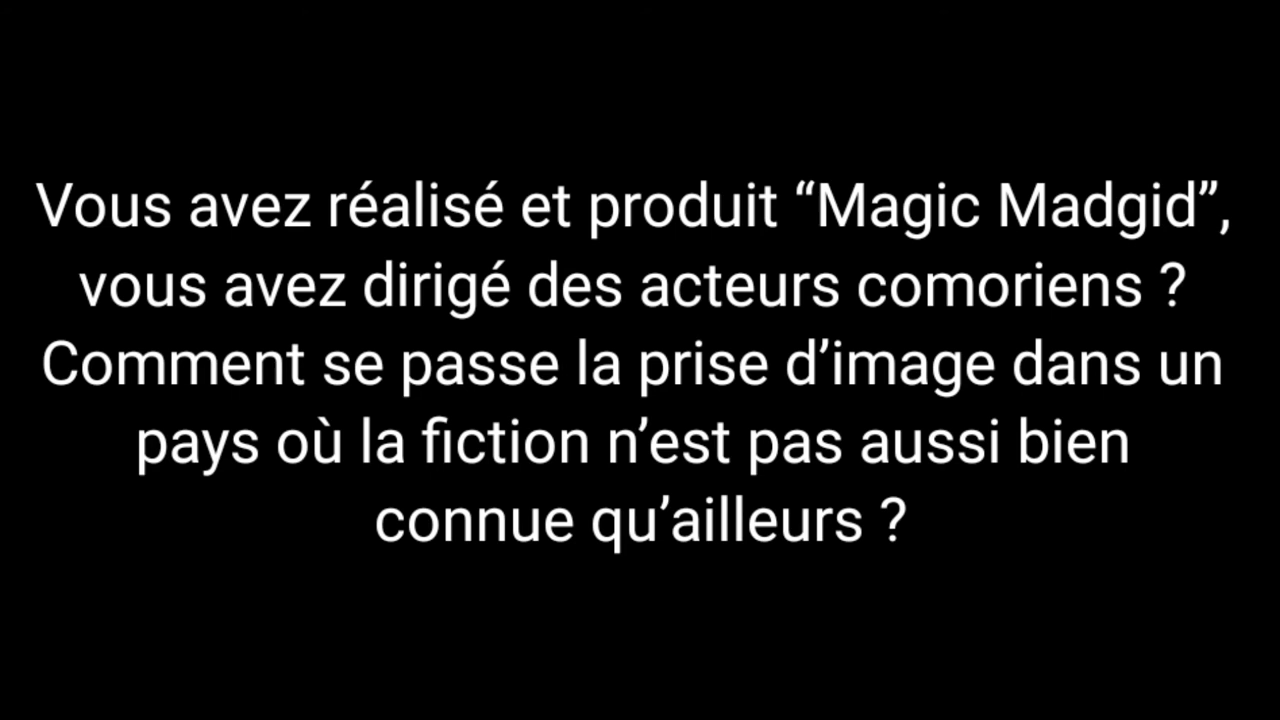 Vous avez réalisé et produit “Magic Madgid”,
vous avez dirigé des acteurs comoriens ?
Comment se passe la prise d’image dans un
pays où la fiction n’est pas aussi bien
connue qu’ailleurs ?